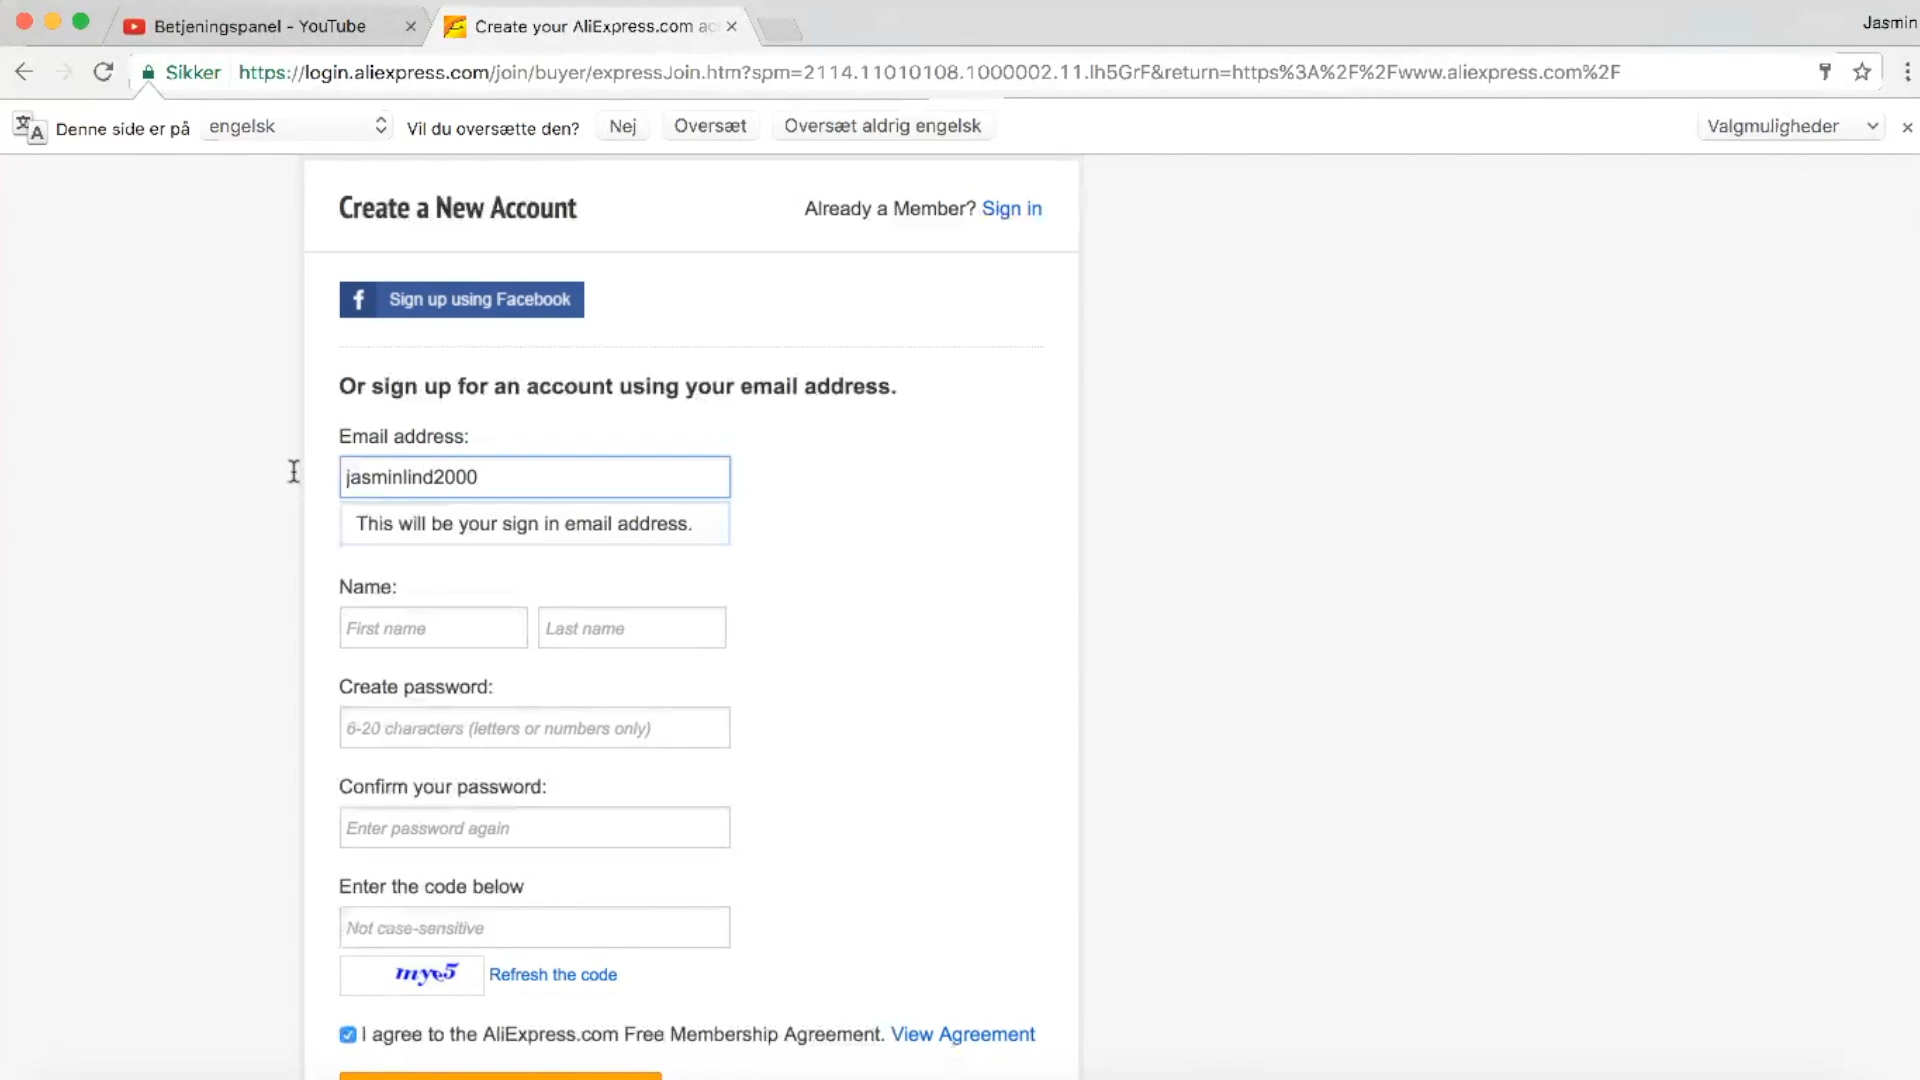 Betjeningspanel - YouTube
Create your AliExpress.com ac
Jasmin
Sikker https://login.aliexpress.com/join/buyer/expressJoin.htm?spm=2114.11010108.1000002.11.lh5GrF&return=https%3A%2F%2Fwww.aliexpress.com%2F
Denne side er på engelsk Vil du oversætte den? Nej Oversæt Oversæt aldrig engelsk Valgmuligheder
Create a New Account
Already a Member? Sign in
f Sign up using Facebook
Or sign up for an account using your email address.
Email address:
jasminlind2000
This will be your sign in email address.
Name:
First name Last name
Create password:
6-20 characters (letters or numbers only)
Confirm your password:
Enter password again
Enter the code below
Not case-sensitive
Refresh the code
I agree to the AliExpress.com Free Membership Agreement. View Agreement